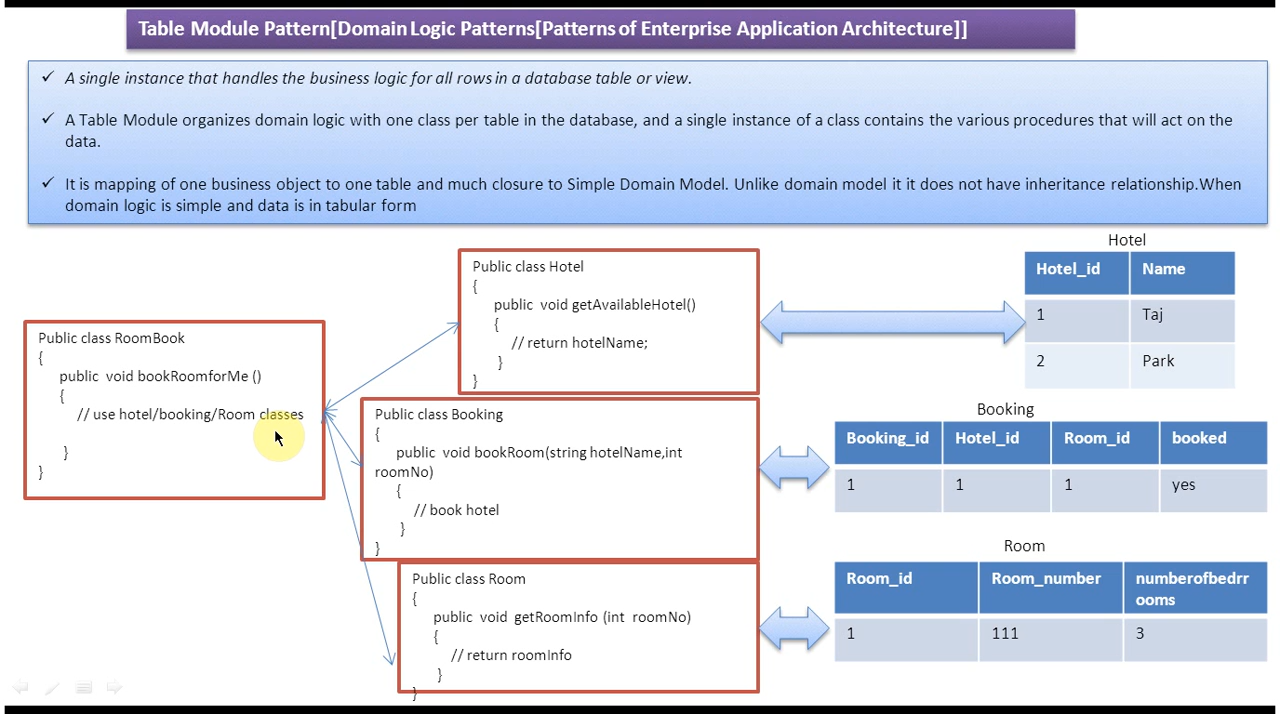 Table Module Pattern[Domain Logic Patterns[Patterns of Enterprise Application Architecture]]
✓ A single instance that handles the business logic for all rows in a database table or view.
✓ A Table Module organizes domain logic with one class per table in the database, and a single instance of a class contains the various procedures that will act on the
data.
✓ It is mapping of one business object to one table and much closure to Simple Domain Model. Unlike domain model it it does not have inheritance relationship.When
domain logic is simple and data is in tabular form
Public class RoomBook
{
public void bookRoomforMe ()
{
// use hotel/booking/Room classes
}
}
Public class Hotel
{
public void getAvailableHotel()
{
// return hotelName;
}
}
Public class Booking
{
public void bookRoom(string hotelName,int
roomNo)
{
// book hotel
}
}
Public class Room
{
public void getRoomInfo (int roomNo)
{
// return roomInfo
}
}
Hotel
Hotel_id Name
1 Taj
2 Park
Booking
Booking_id Hotel_id Room_id booked
1 1 1 yes
Room
Room_id Room_number numberofbedrr
ooms
1 111 3